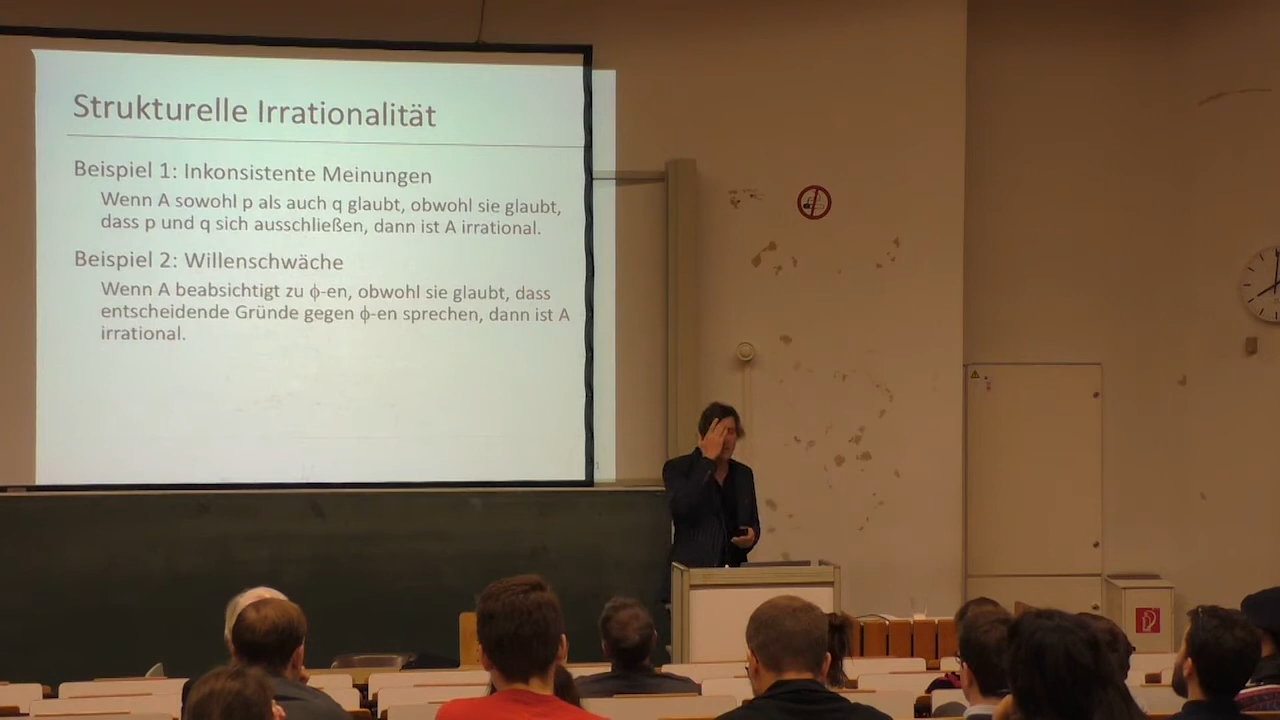 Strukturelle Irrationalität
Beispiel 1: Inkonsistente Meinungen
Wenn A sowohl p als auch q glaubt, obwohl sie glaubt,
dass p und q sich ausschließen, dann ist A irrational.
Beispiel 2: Willenschwäche
Wenn A beabsichtigt zu ϕ-en, obwohl sie glaubt, dass
entscheidende Gründe gegen ϕ-en sprechen, dann ist A
irrational.